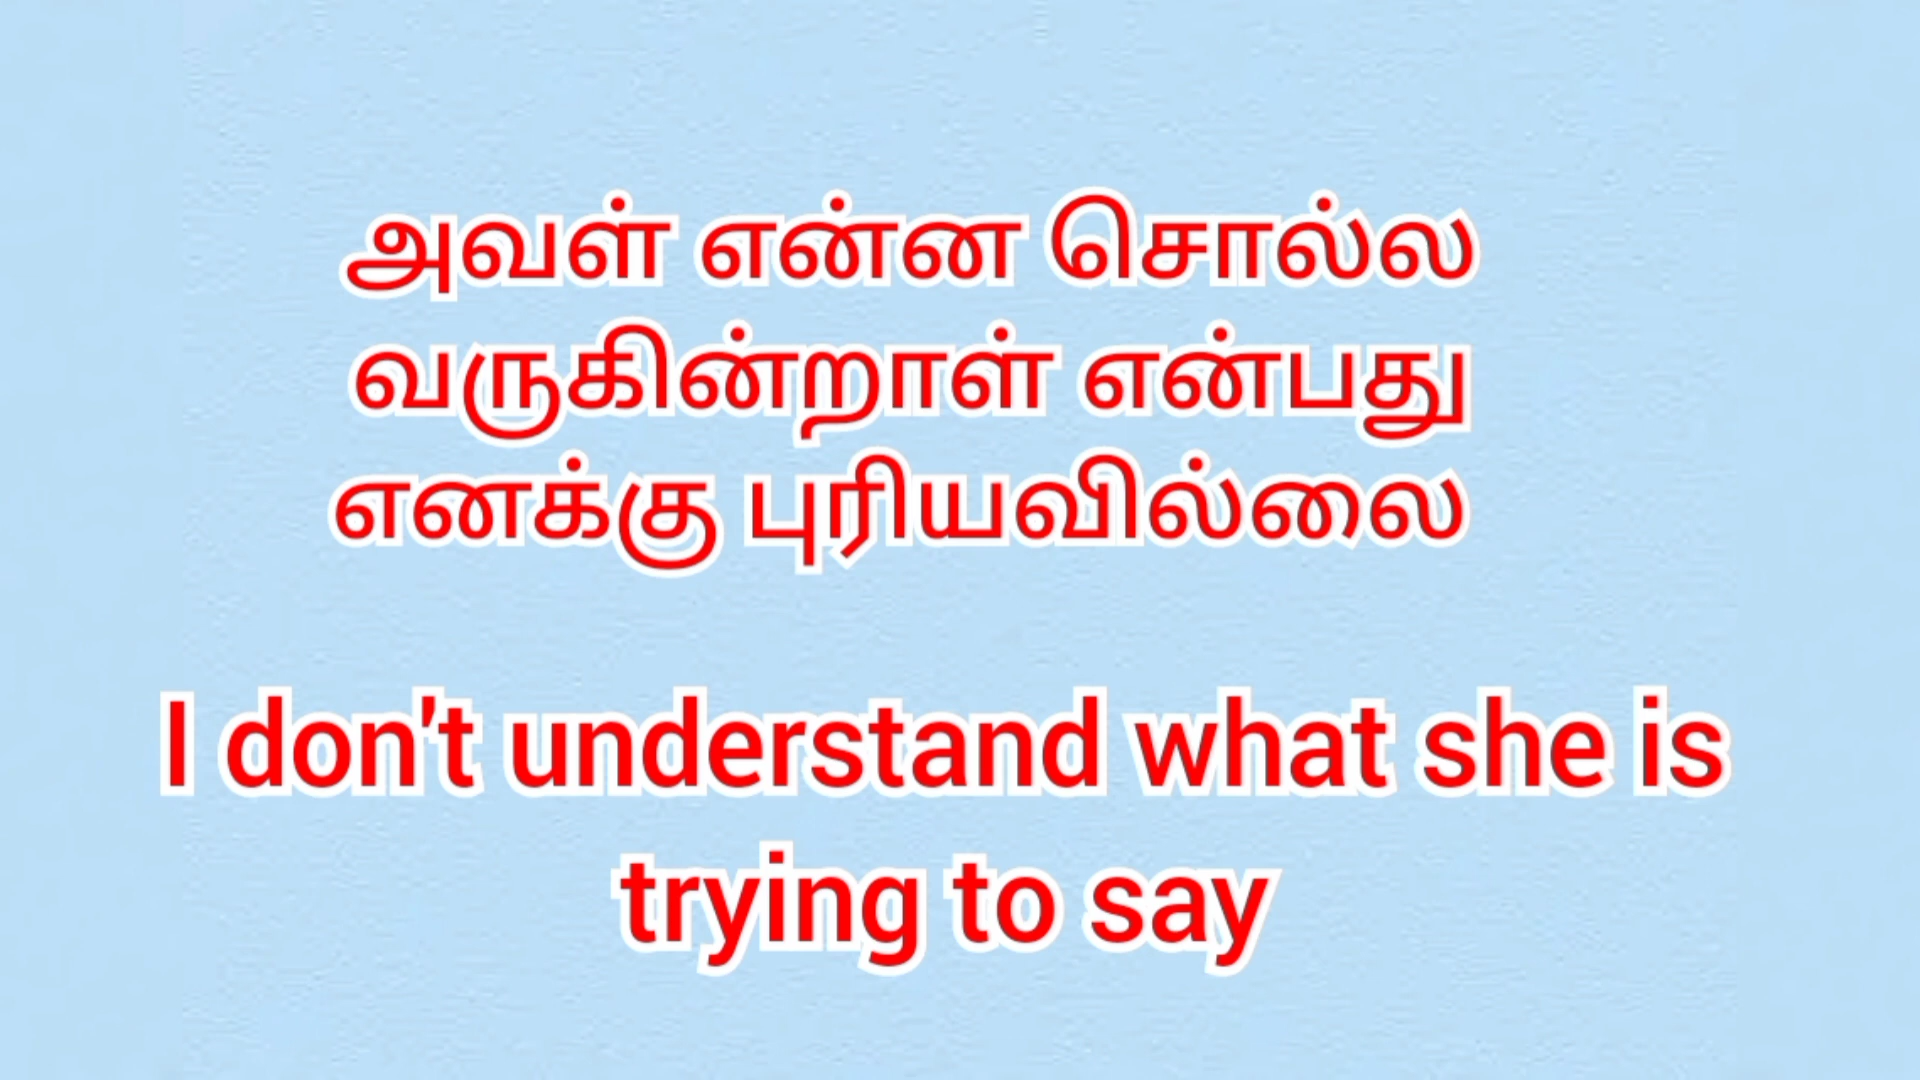 அவள் என்ன சொல்ல
வருகின்றாள் என்பது
எனக்கு புரியவில்லை
I don't understand what she is
trying to say